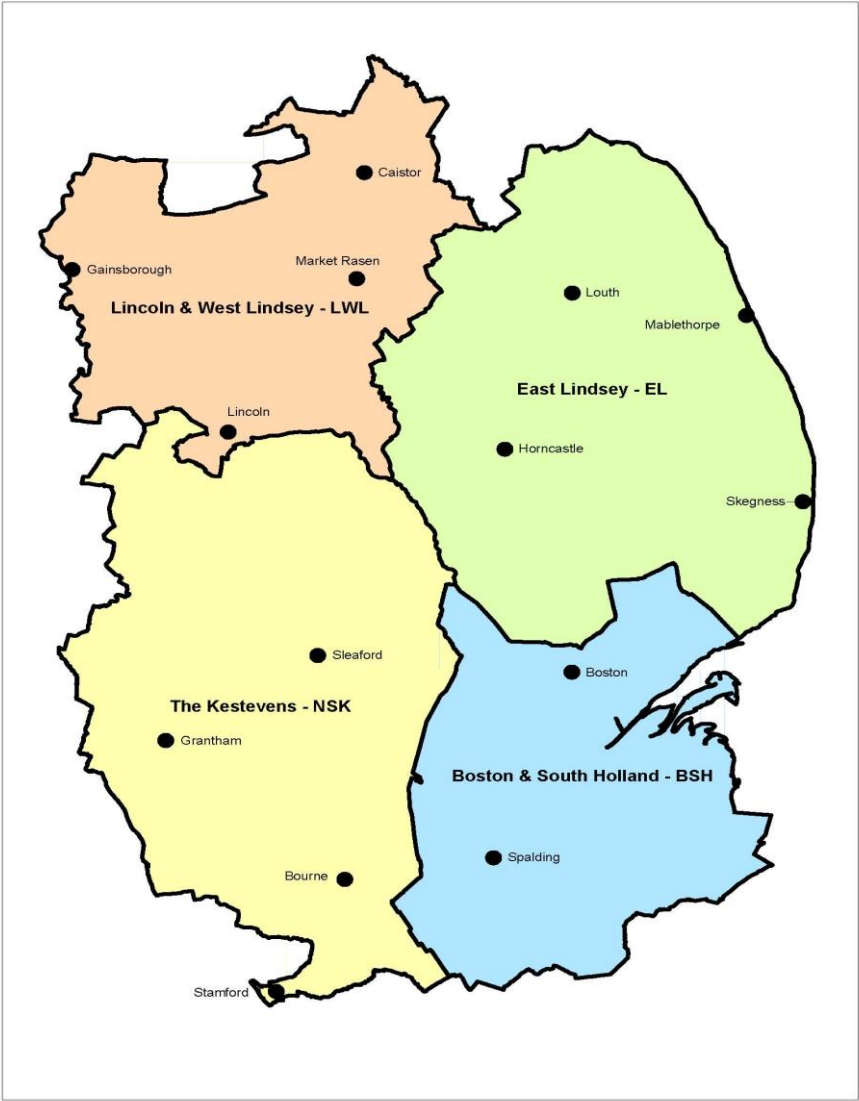 Caistor
Market Rasen
Gainsborough
Louth
Lincoln & West Lindsey - LWL
Mablethorpe
East Lindsey - EL
Lincoln
Horncastle
Skegness
Sleaford
Boston
The Kestevens - NSK
Grantham
Boston & South Holland - BSH
Spalding
Bourne
Stamford